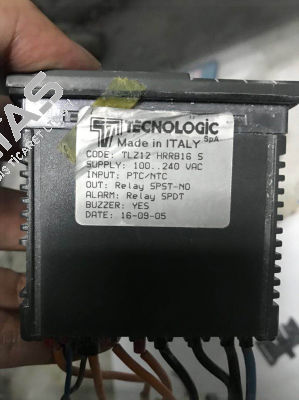 TECNOLOGIC SpA
Made in ITALY
CODE: TLZ12 HRRB16 S
SUPPLY: 100..240 VAC
INPUT: PTC/NTC
OUT: Relay SPST-NO
ALARM: Relay SPDT
BUZZER: YES
DATE: 16-09-05